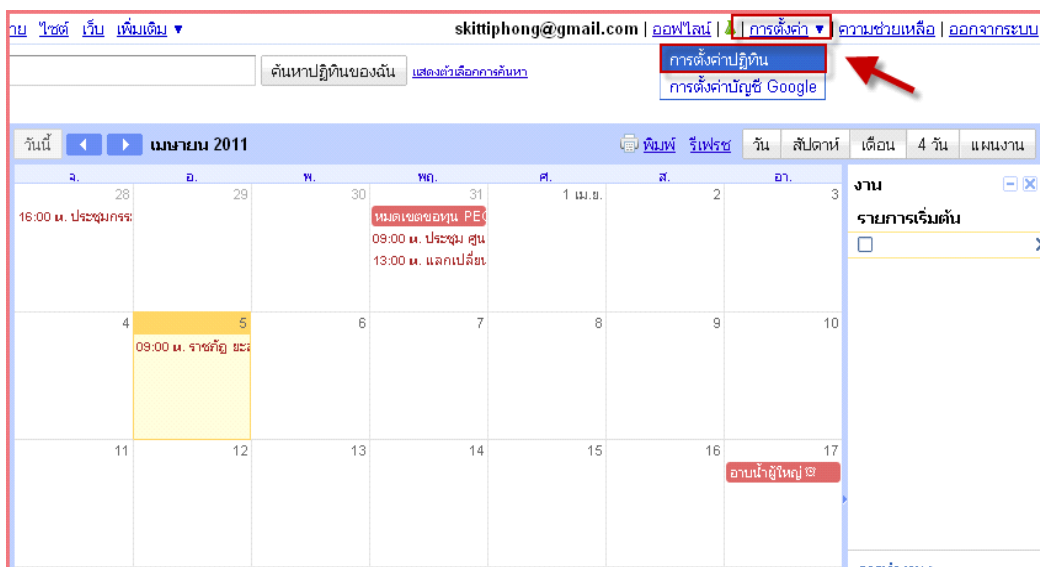 ไซต์ เว็บ เพิ่มเติม ▼ skittiphong@gmail.com | ออฟไลน์ | | การตั้งค่า ▼ | ความช่วยเหลือ | ออกจากระบบ
การตั้งค่าปฏิทิน
การตั้งค่าบัญชี Google
ค้นหาปฏิทินของฉัน แสดงตัวเลือกการค้นหา
วันนี้ เมษายน 2011 พิมพ์ รีเฟรช วัน สัปดาห์ เดือน 4 วัน แผนงาน
จ. อ. พ. พฤ. ศ. ส. อา.
28 29 30 31 1 เม.ย. 2 3
16:00 น. ประชุมกรร
หมดเขตขอทุน PEC
09:00 น. ประชุม ศูน
13:00 น. แลกเปลี่ยน
4 5 6 7 8 9 10
09:00 น. ราชภัฏ ยะล
11 12 13 14 15 16 17
อาบน้ำผู้ใหญ่
งาน
รายการเริ่มต้น